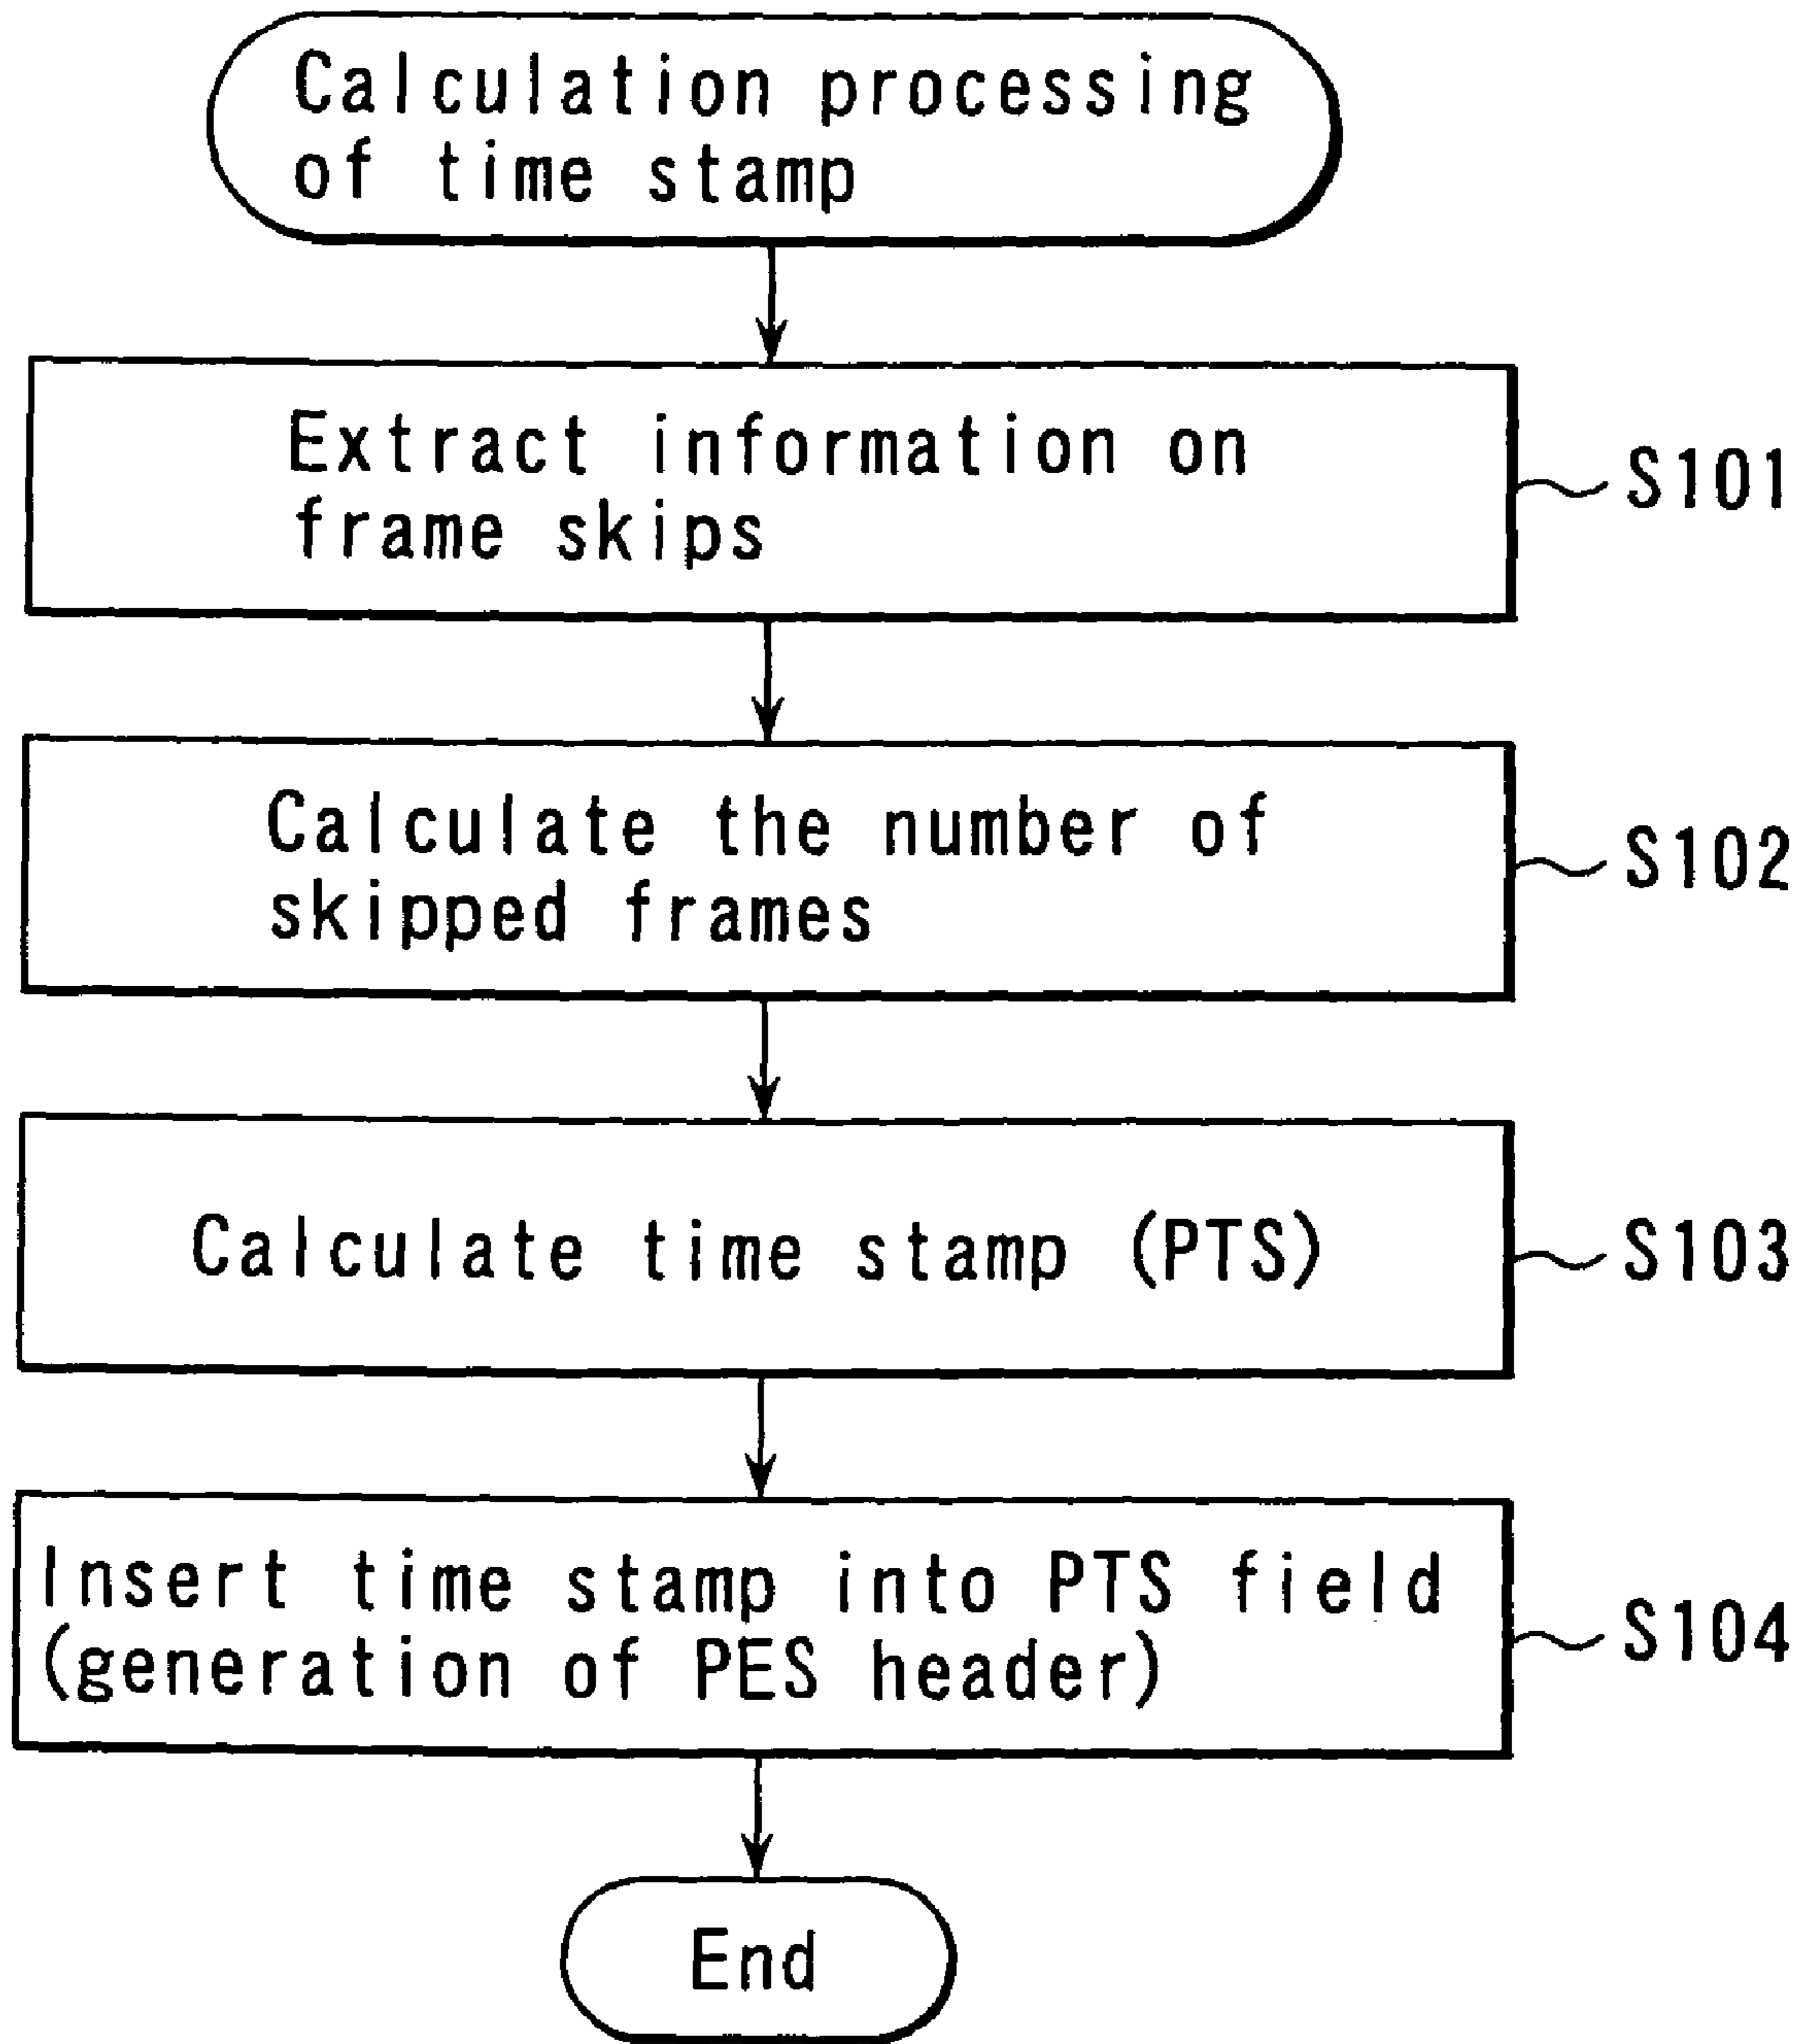 Calculation processing
of time stamp
Extract information on
frame skips
S101
Calculate the number of
skipped frames
S102
Calculate time stamp (PTS)
S103
Insert time stamp into PTS field
(generation of PES header)
S104
End